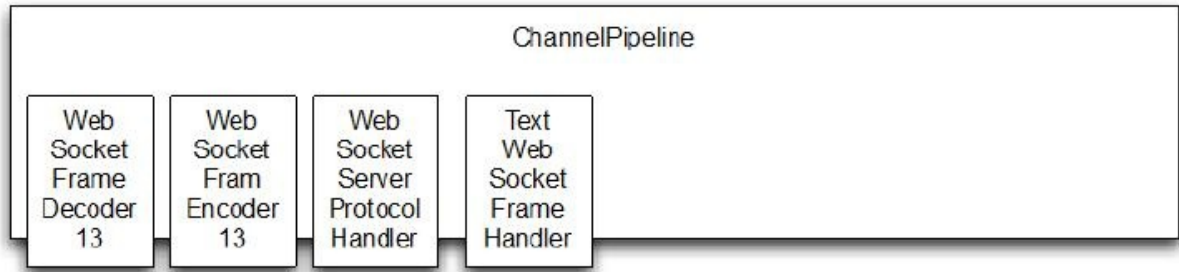 ChannelPipeline
Web
Socket
Frame
Decoder
13
Web
Socket
Fram
Encoder
13
Web
Socket
Server
Protocol
Handler
Text
Web
Socket
Frame
Handler